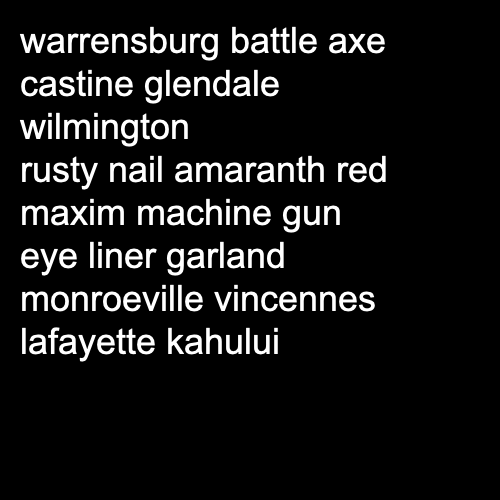 warrensburg battle axe
castine glendale
wilmington
rusty nail amaranth red
maxim machine gun
eye liner garland
monroeville vincennes
lafayette kahului